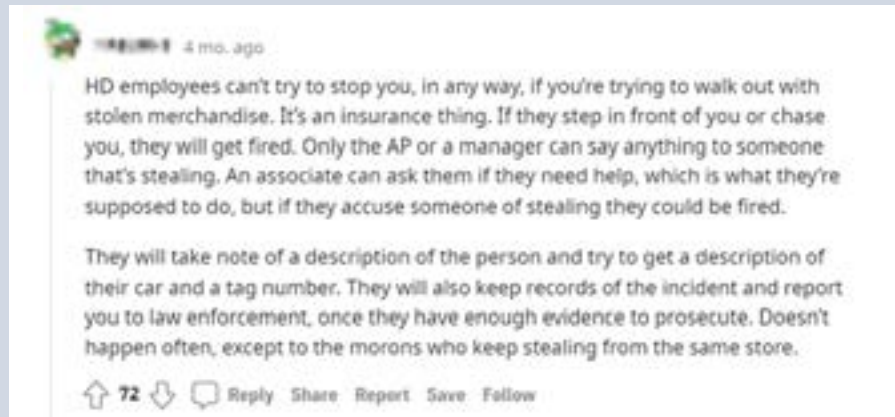 4 mo. ago
HD employees can't try to stop you, in any way, if you're trying to walk out with
stolen merchandise. It's an insurance thing. If they step in front of you or chase
you, they will get fired. Only the AP or a manager can say anything to someone
that's stealing. An associate can ask them if they need help, which is what they're
supposed to do, but if they accuse someone of stealing they could be fired.
They will take note of a description of the person and try to get a description of
their car and a tag number. They will also keep records of the incident and report
you to law enforcement, once they have enough evidence to prosecute. Doesn't
happen often, except to the morons who keep stealing from the same store.
72 Reply Share Report Save Follow